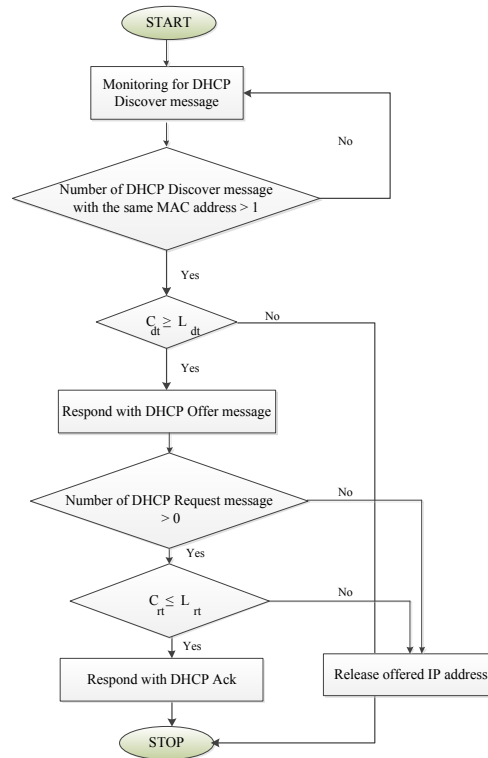 START
Monitoring for DHCP
Discover message
No
Number of DHCP Discover message
with the same MAC address > 1
Yes
C dt ≥ L dt
No
Yes
Respond with DHCP Offer message
Number of DHCP Request message
> 0
No
Yes
C rt ≤ L rt
No
Yes
Respond with DHCP Ack
Release offered IP address
STOP